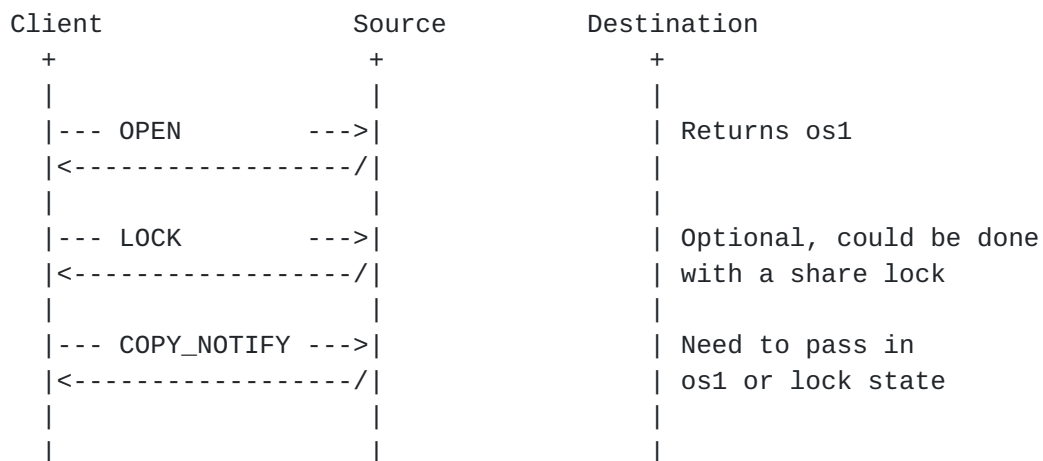 Client                Source         Destination
  +                    +                 +
  |                    |                 |
  |--- OPEN        --->|                 | Returns os1
  |<------------------/|                 |
  |                    |                 |
  |--- LOCK        --->|                 | Optional, could be done
  |<------------------/|                 | with a share lock
  |                    |                 |
  |--- COPY_NOTIFY --->|                 | Need to pass in
  |<------------------/|                 | os1 or lock state
  |                    |                 |
  |                    |                 |